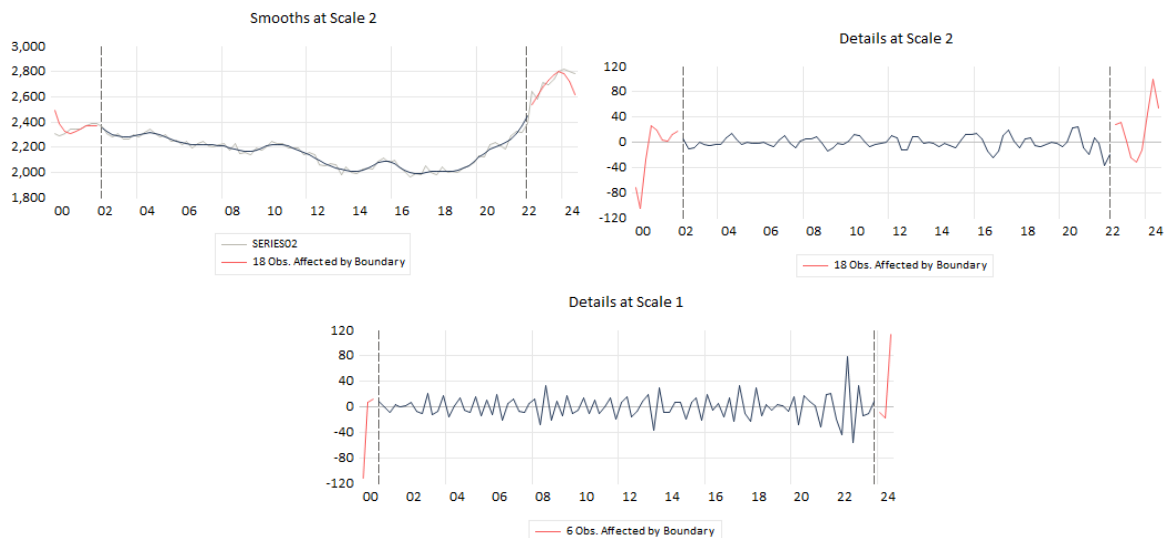 Smooths at Scale 2
3,000
2,800
2,600
2,400
2,200
2,000
1,800
00 02 04 06 08 10 12 14 16 18 20 22 24
SERIES02
18 Obs. Affected by Boundary
Details at Scale 2
120
80
40
0
-40
-80
-120
00 02 04 06 08 10 12 14 16 18 20 22 24
18 Obs. Affected by Boundary
Details at Scale 1
120
80
40
0
-40
-80
-120
00 02 04 06 08 10 12 14 16 18 20 22 24
6 Obs. Affected by Boundary